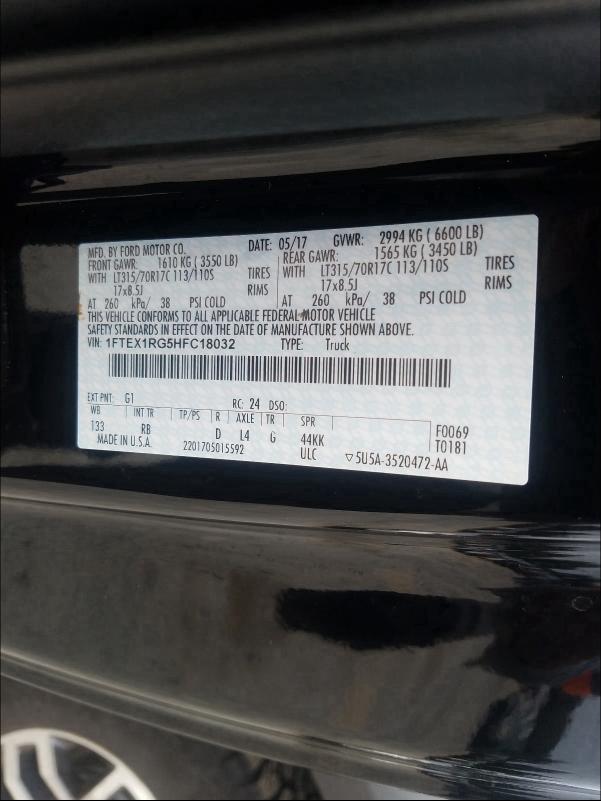 MFD. BY FORD MOTOR CO. DATE: 05/17 GVWR: 2994 KG ( 6600 LB)
FRONT GAWR: 1610 KG ( 3550 LB) REAR GAWR: 1565 KG ( 3450 LB)
WITH LT315/70R17C 113/110S TIRES WITH LT315/70R17C 113/110S TIRES
17x8.5J RIMS 17x8.5J RIMS
AT 260 kPa/ 38 PSI COLD AT 260 kPa/ 38 PSI COLD
THIS VEHICLE CONFORMS TO ALL APPLICABLE FEDERAL MOTOR VEHICLE
SAFETY STANDARDS IN EFFECT ON THE DATE OF MANUFACTURE SHOWN ABOVE.
VIN: 1FTEX1RG5HFC18032 TYPE: Truck
EXT PNT: G1 RC: 24 DSO:
WB INT TR TP/PS R AXLE TR SPR
133 RB D L4 G 44KK F0069
MADE IN U.S.A. 2201705015592 ULC ▽5U5A-3520472-AA T0181